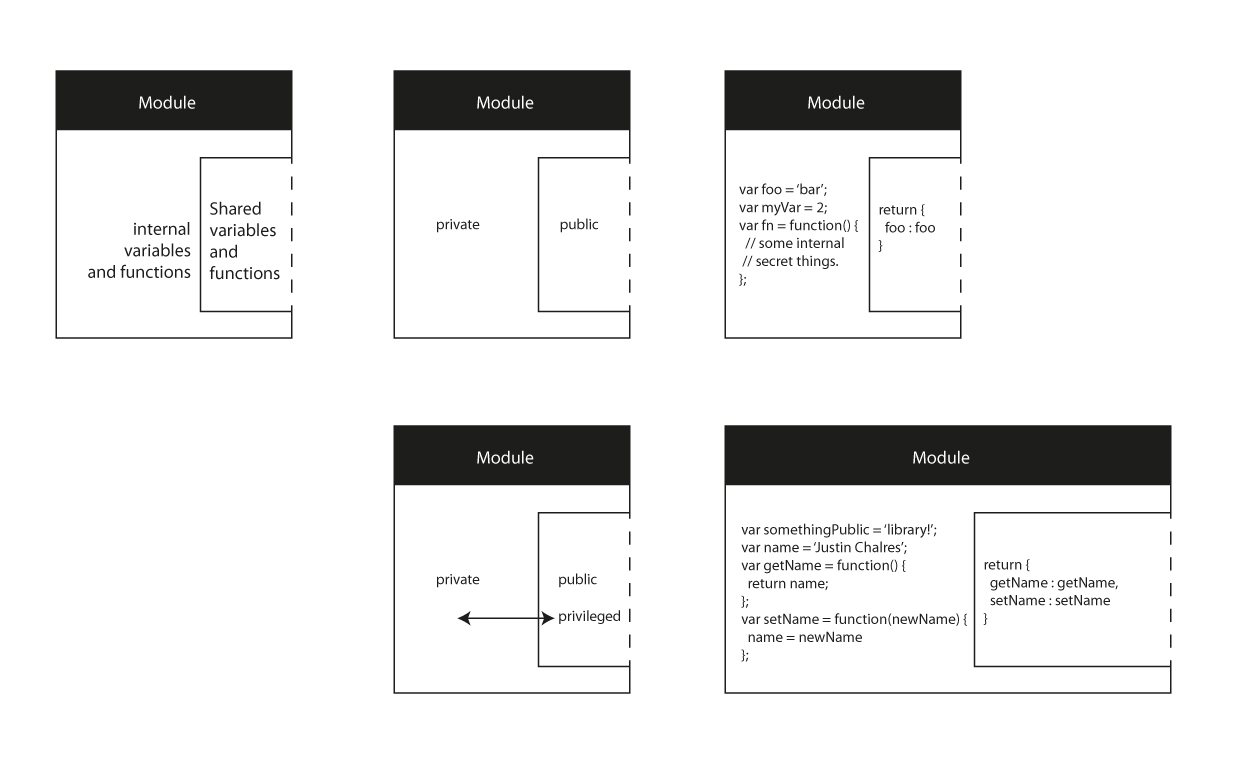 Module
internal
variables
and functions
Shared
variables
and
functions
Module
private
public
Module
var foo = ‘bar’;
var myVar = 2;
var fn = function() {
// some internal
// secret things.
};
return {
foo : foo
}
Module
private
public
privileged
Module
var somethingPublic = ‘library!’;
var name = ‘Justin Chalres’;
var getName = function() {
return name;
};
var setName = function(newName) {
name = newName
};
return {
getName : getName,
setName : setName
}